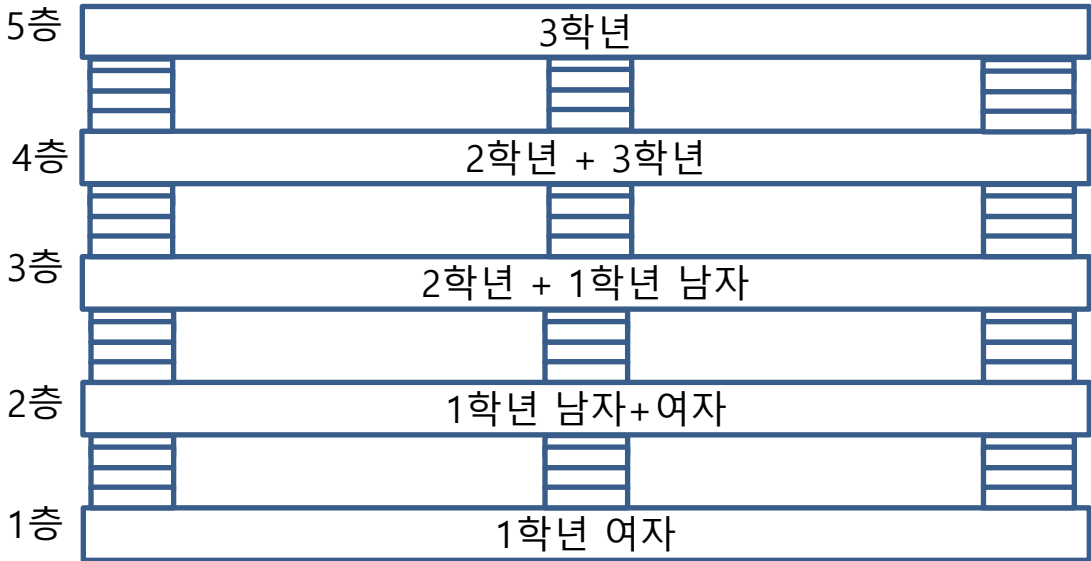 5층 3학년
4층 2학년 + 3학년
3층 2학년 + 1학년 남자
2층 1학년 남자+여자
1층 1학년 여자